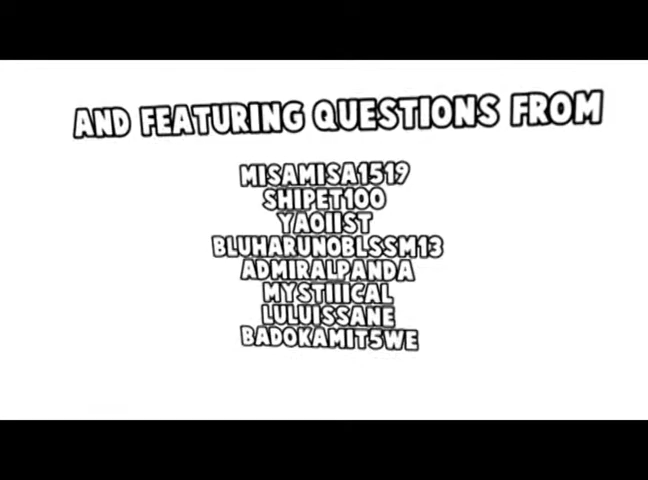 AND FEATURING QUESTIONS FROM
MISAMISA1519
SHIPET100
YAOIIST
BLUHARUNOBLSSM13
ADMIRALPANDA
MYSTIIICAL
LULUISSANE
BADOKAMIT5WE